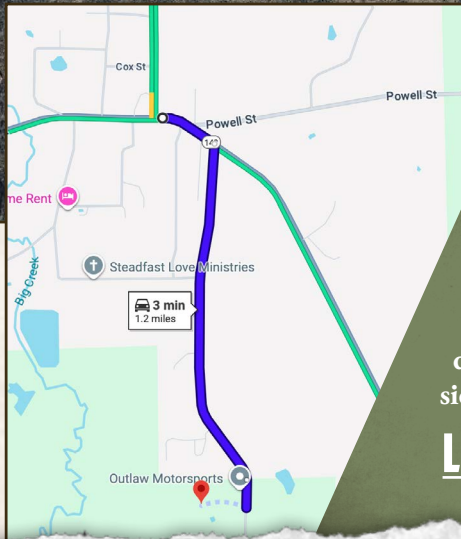 Cox St
Powell St
Powell St
me Rent
Steadfast Love Ministries
Big Creek
3 min
1.2 miles
Outlaw Motorsports
L